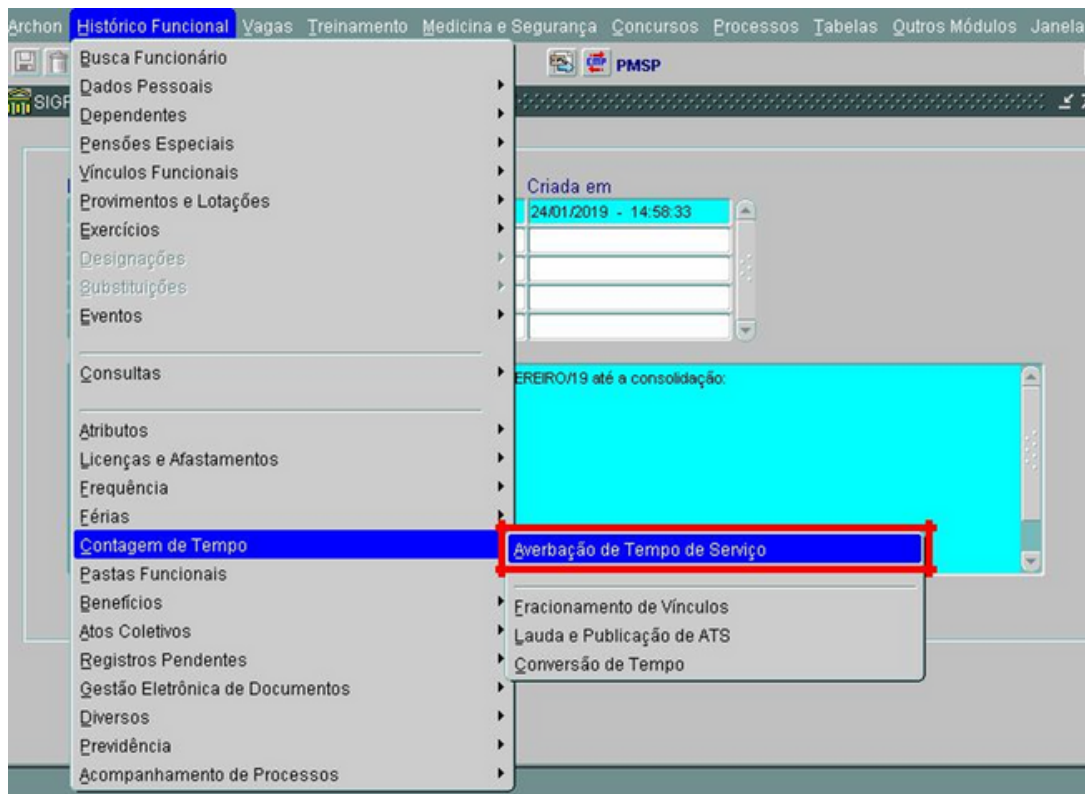 Archon Histórico Funcional Vagas Treinamento Medicina e Segurança Concursos Processos Tabelas Outros Módulos Janela
PMSP
Busca Funcionário
Dados Pessoais
Dependentes
Pensões Especiais
Vínculos Funcionais
Provimentos e Lotações
Exercícios
Designações
Substituições
Eventos
Consultas
Atributos
Licenças e Afastamentos
Frequência
Férias
Contagem de Tempo
Pastas Funcionais
Benefícios
Atos Coletivos
Registros Pendentes
Gestão Eletrônica de Documentos
Diversos
Previdência
Acompanhamento de Processos
Criada em
24/01/2019 - 14:58:33
EREIRO/19 até a consolidação:
Averbação de Tempo de Serviço
Fracionamento de Vínculos
Lauda e Publicação de ATS
Conversão de Tempo